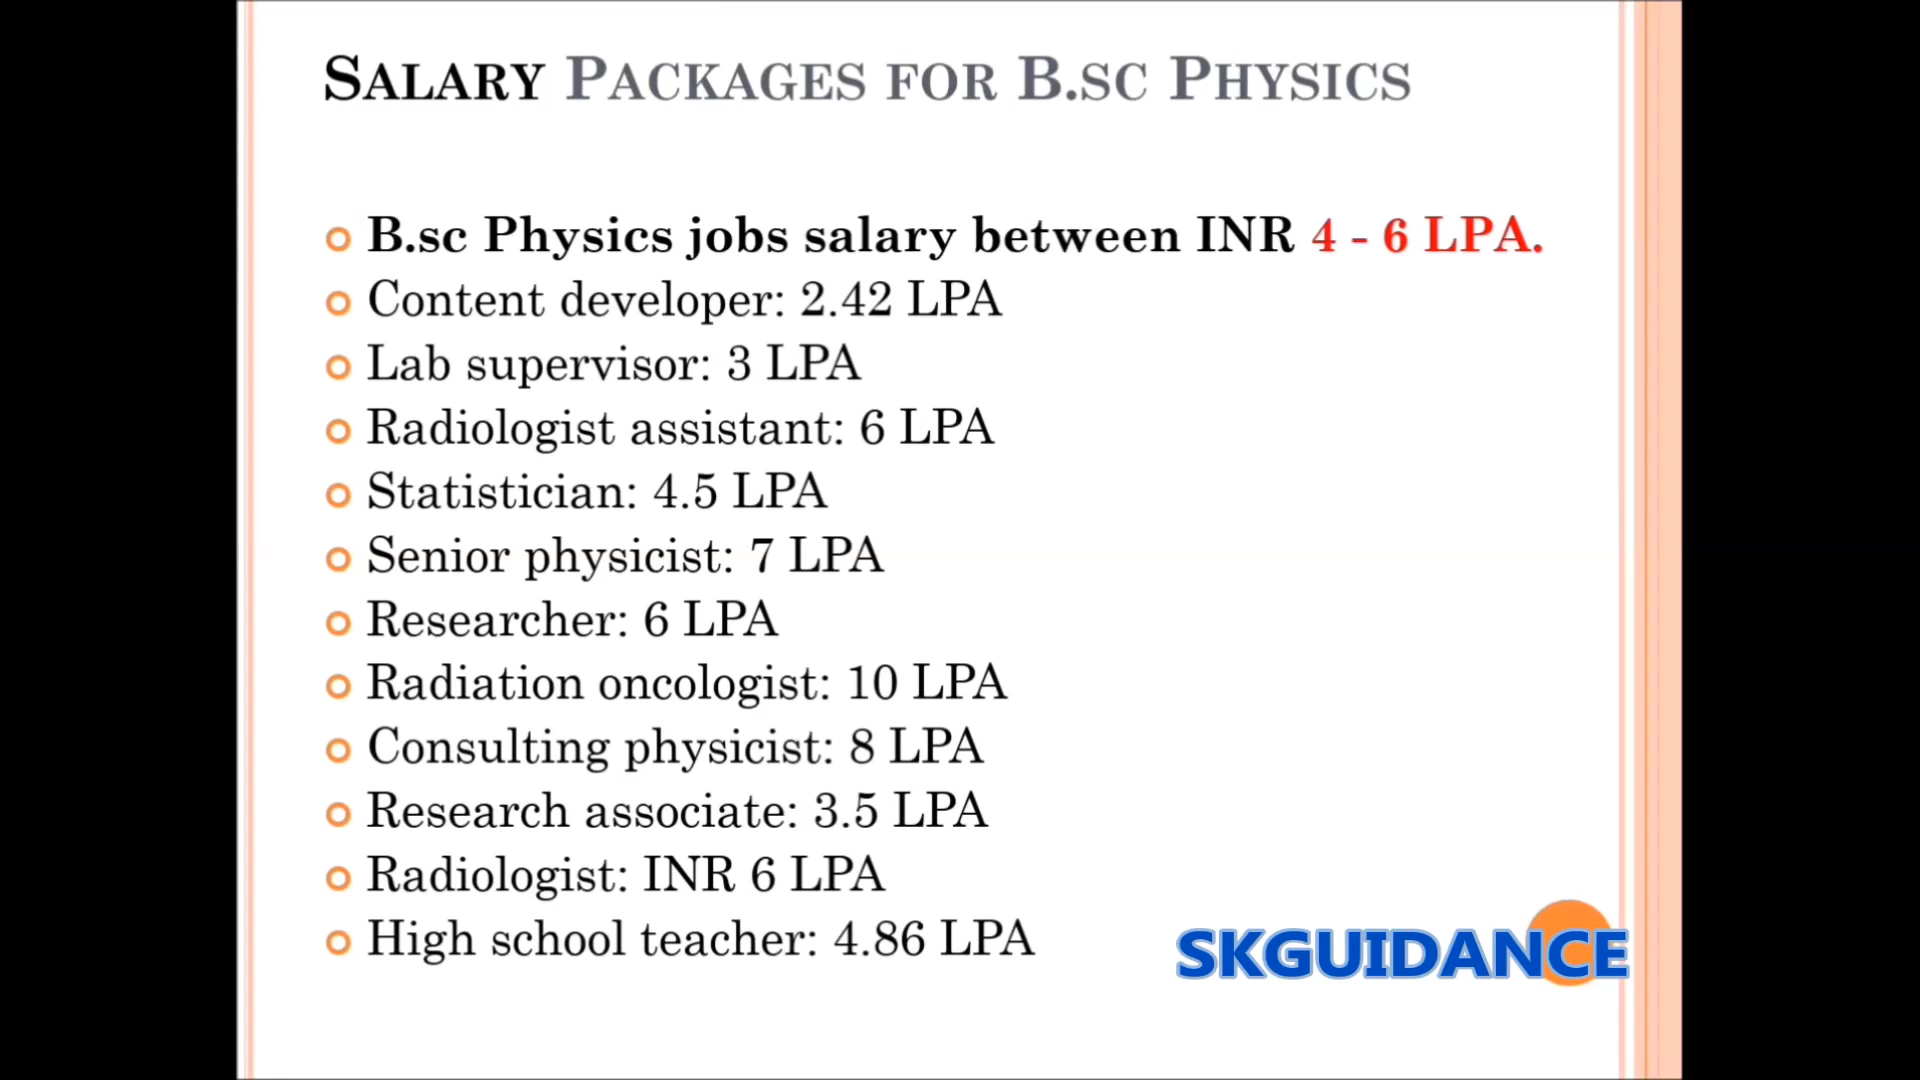 SALARY PACKAGES FOR B.SC PHYSICS
B.sc Physics jobs salary between INR 4 - 6 LPA.
Content developer: 2.42 LPA
Lab supervisor: 3 LPA
Radiologist assistant: 6 LPA
Statistician: 4.5 LPA
Senior physicist: 7 LPA
Researcher: 6 LPA
Radiation oncologist: 10 LPA
Consulting physicist: 8 LPA
Research associate: 3.5 LPA
Radiologist: INR 6 LPA
High school teacher: 4.86 LPA
SKGUIDANCE